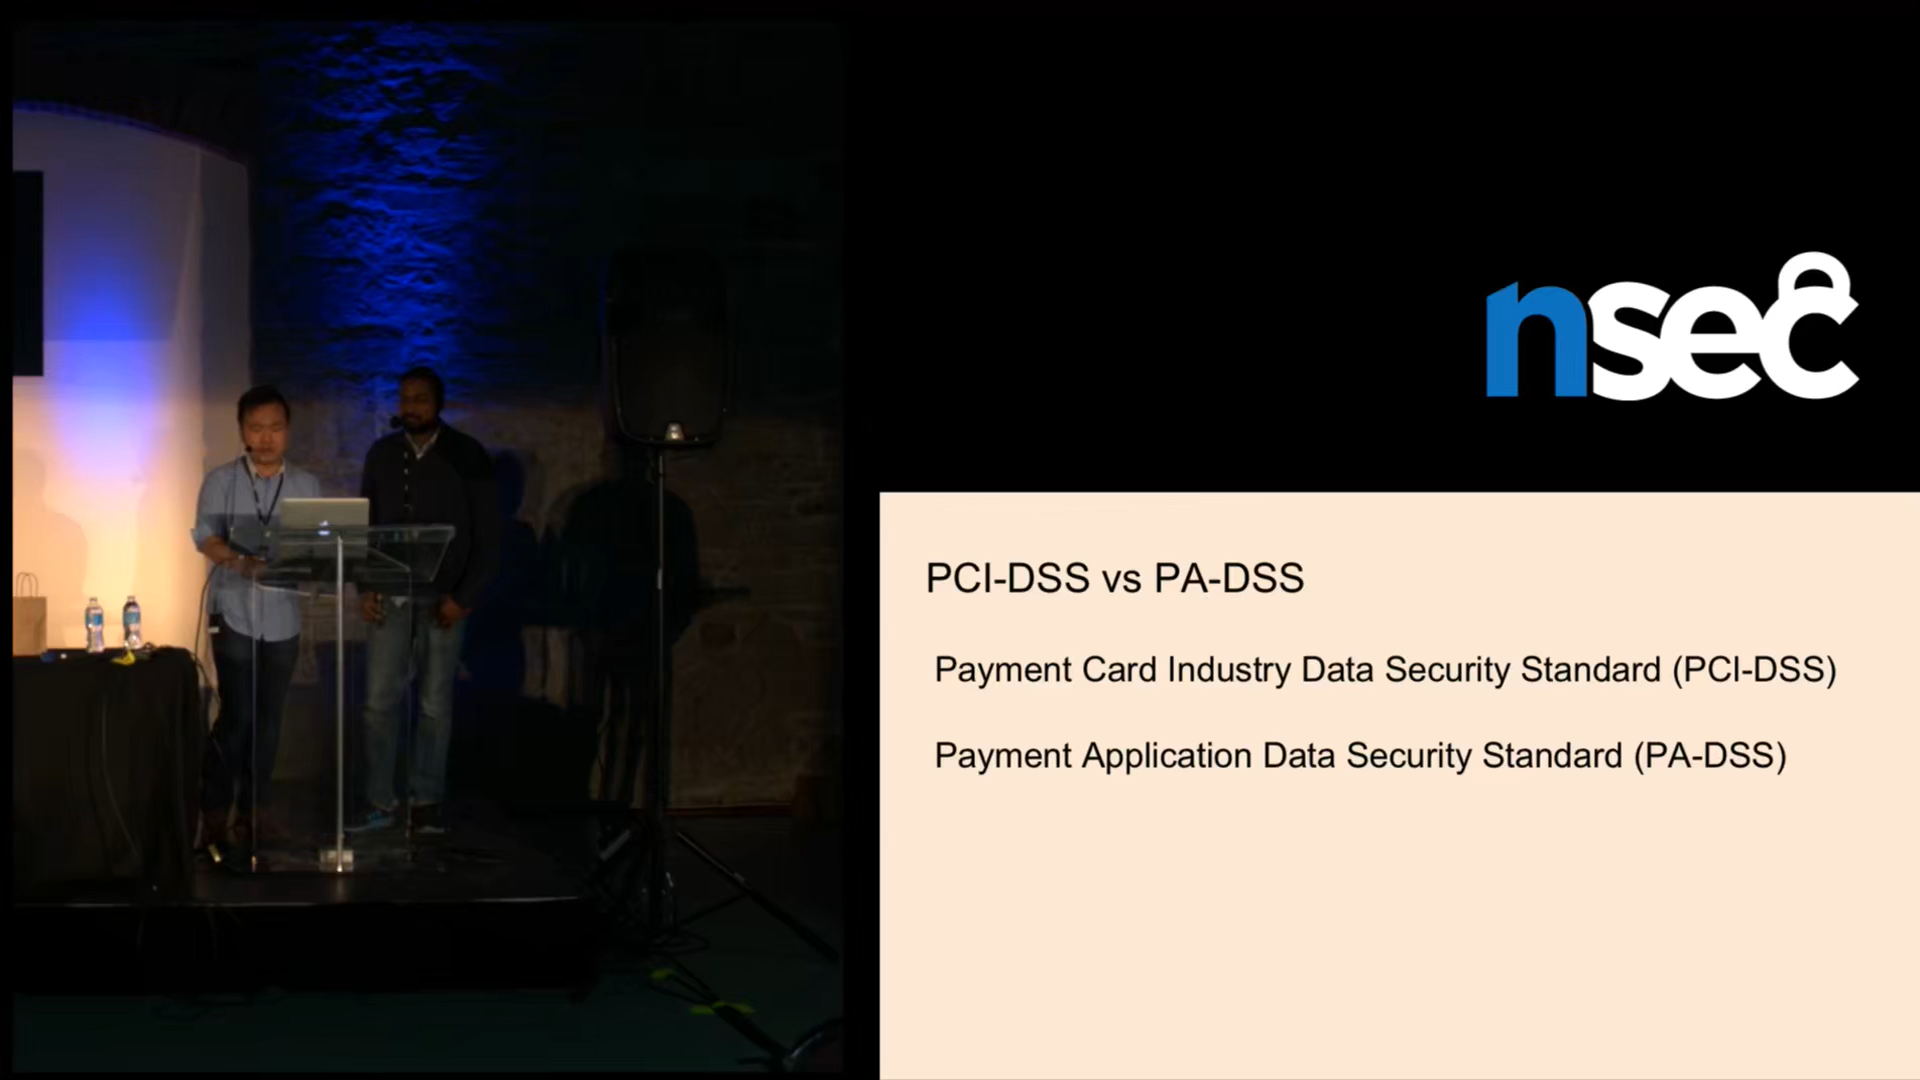 nsec
PCI-DSS vs PA-DSS
Payment Card Industry Data Security Standard (PCI-DSS)
Payment Application Data Security Standard (PA-DSS)